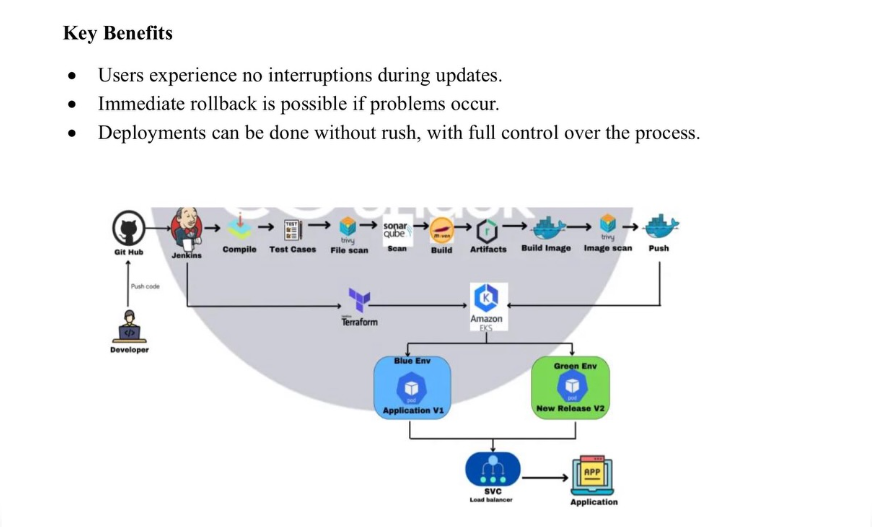 Key Benefits
• Users experience no interruptions during updates.
• Immediate rollback is possible if problems occur.
• Deployments can be done without rush, with full control over the process.
Git Hub
Jenkins
Compile
TEST
Test Cases
trivy
File scan
sonar
qube
Scan
Build
Artifacts
Build Image
trivy
Image scan
Push
Push code
Developer
Terraform
Amazon
EKS
Blue Env
pod
Application V1
Green Env
pod
New Release V2
SVC
Load balancer
APP
Application